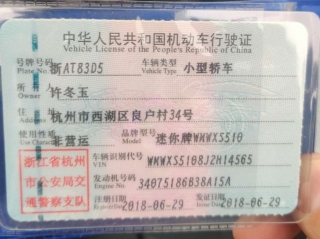 中华人民共和国机动车行驶证
Vehicle License of the People's Republic of China
号牌号码 浙AT83D5 车辆类型 小型轿车
Plate No. Vehicle Type
所有人 许冬玉
Owner
住址 杭州市西湖区良户村34号
Address
使用性质 非营运 品牌型号 迷你牌WMWXS510
Use Character Model
浙江省杭州
市公安局交
通警察支队
车辆识别代号 WMWXS5108J2H14565
VIN
发动机号码 34075186B38A15A
Engine No.
注册日期 2018-06-29 发证日期 2018-06-29
Register Date Issue Date